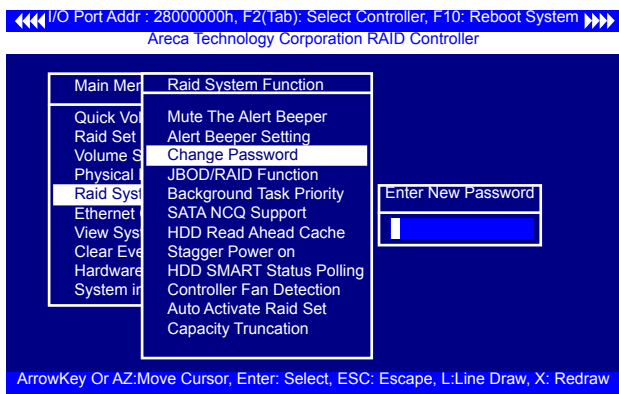 I/O Port Addr : 28000000h, F2(Tab): Select Controller, F10: Reboot System
Areca Technology Corporation RAID Controller
Main Men
Quick Vol
Raid Set
Volume S
Physical
Raid Syst
Ethernet
View Sys
Clear Eve
Hardware
System in
Raid System Function
Mute The Alert Beeper
Alert Beeper Setting
Change Password
JBOD/RAID Function
Background Task Priority
SATA NCQ Support
HDD Read Ahead Cache
Stagger Power on
HDD SMART Status Polling
Controller Fan Detection
Auto Activate Raid Set
Capacity Truncation
Enter New Password
ArrowKey Or AZ:Move Cursor, Enter: Select, ESC: Escape, L:Line Draw, X: Redraw